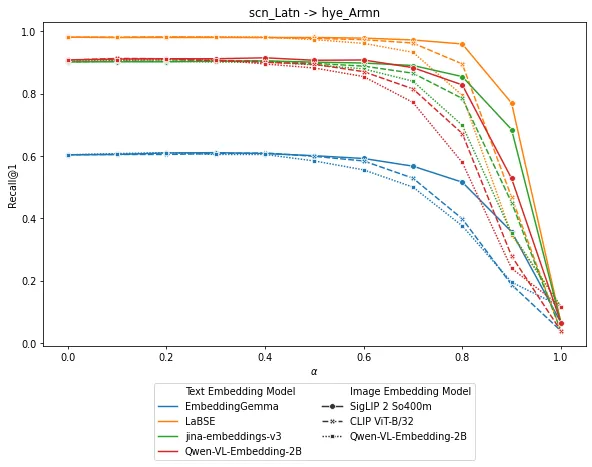 scn_Latn -> hye_Armn
1.0
0.8
0.6
0.4
0.2
0.0
Recall@1
0.0 0.2 0.4 0.6 0.8 1.0
α
Text Embedding Model Image Embedding Model
EmbeddingGemma SigLIP 2 So400m
LaBSE CLIP ViT-B/32
jina-embeddings-v3 Qwen-VL-Embedding-2B
Qwen-VL-Embedding-2B